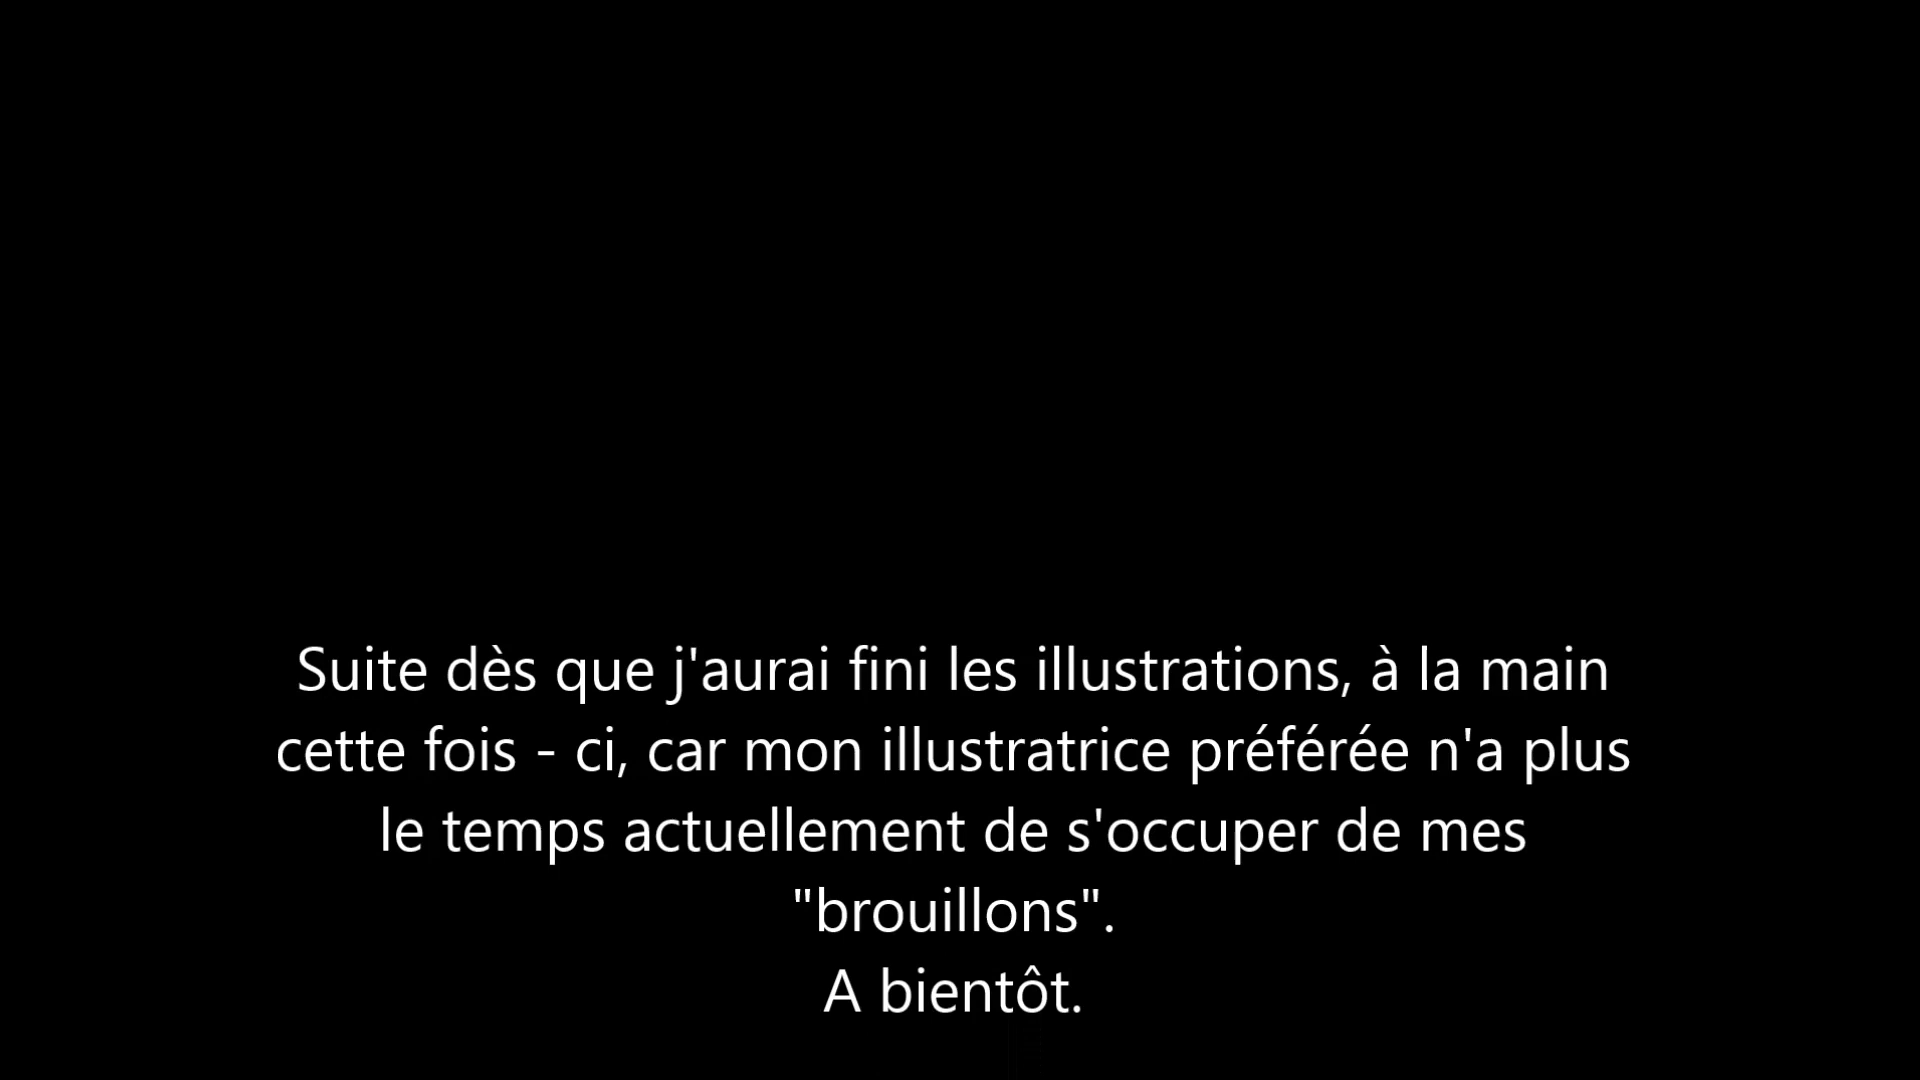 Suite dès que j'aurai fini les illustrations, à la main
cette fois - ci, car mon illustratrice préférée n'a plus
le temps actuellement de s'occuper de mes
"brouillons".
A bientôt.